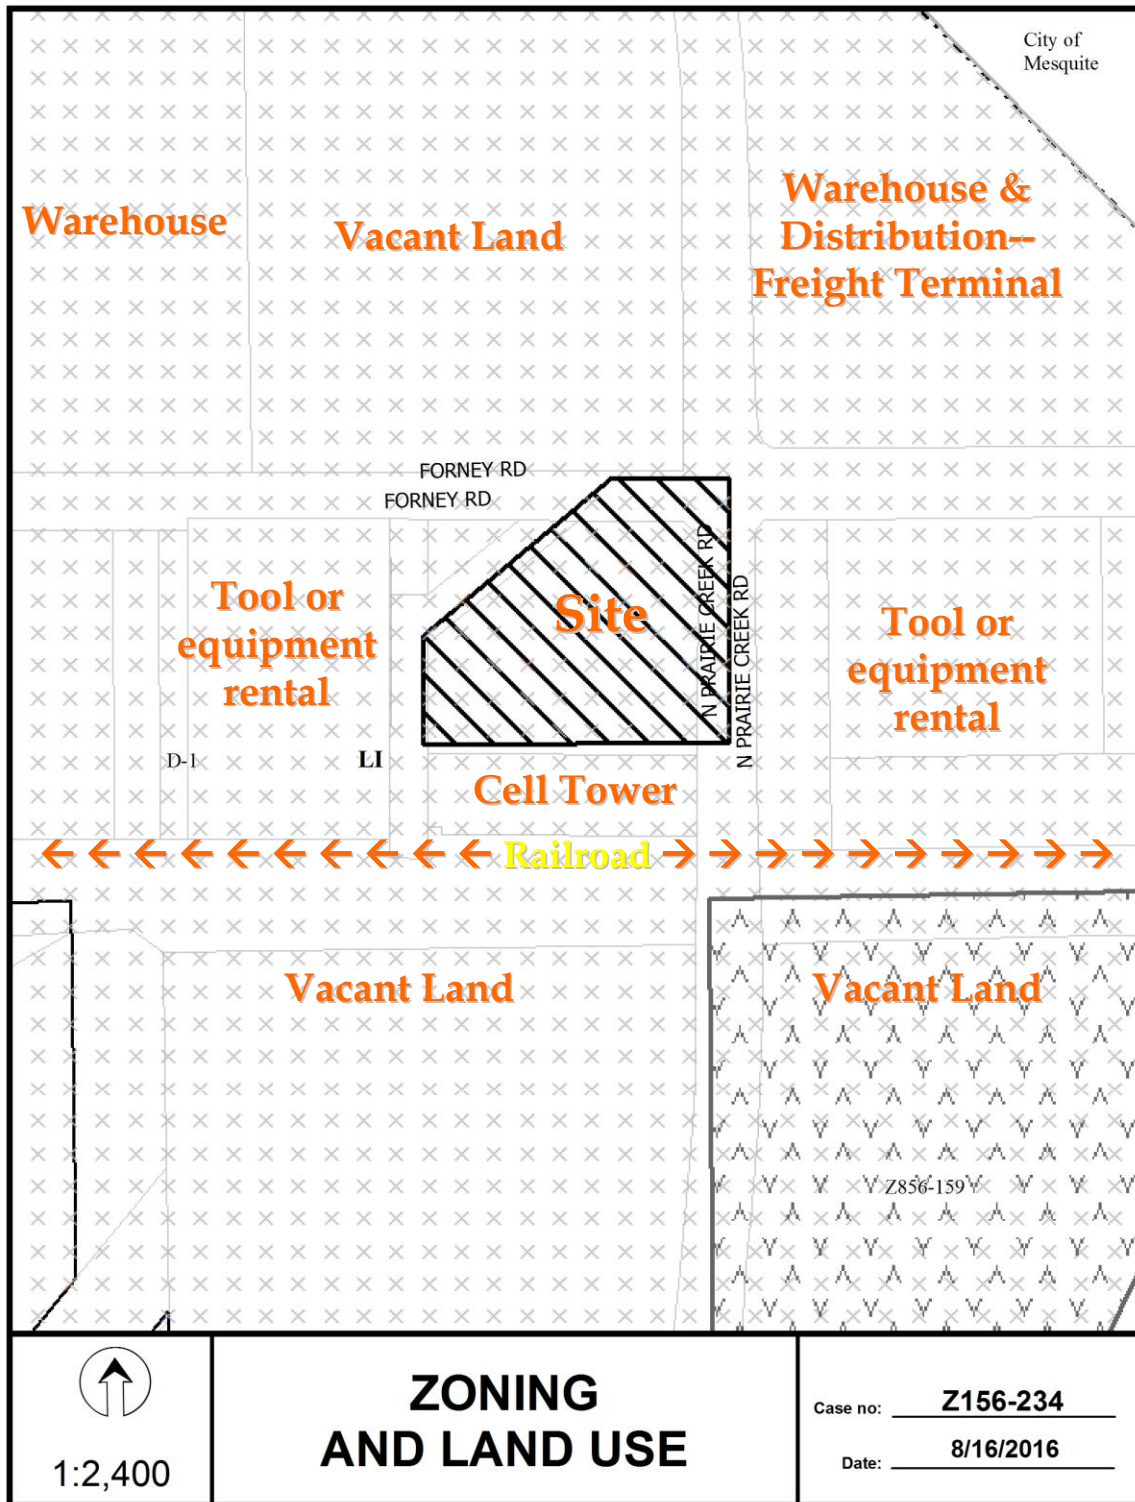 City of
Mesquite
Warehouse
Vacant Land
Warehouse &
Distribution--
Freight Terminal
FORNEY RD
FORNEY RD
Tool or
equipment
rental
Site
N PRAIRIE CREEK RD
N PRAIRIE CREEK RD
Tool or
equipment
rental
D-1
LI
Cell Tower
Railroad
Vacant Land
Vacant Land
Z856-159
1:2,400
ZONING
AND LAND USE
Case no: Z156-234
Date: 8/16/2016